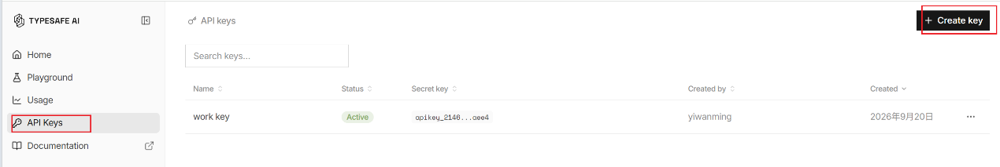 TYPESAFE AI
Home
Playground
Usage
API Keys
Documentation
API keys
+ Create key
Search keys...
Name Status Secret key Created by Created
work key Active apikey_2146...aee4 yiwanming 2026年9月20日 ...